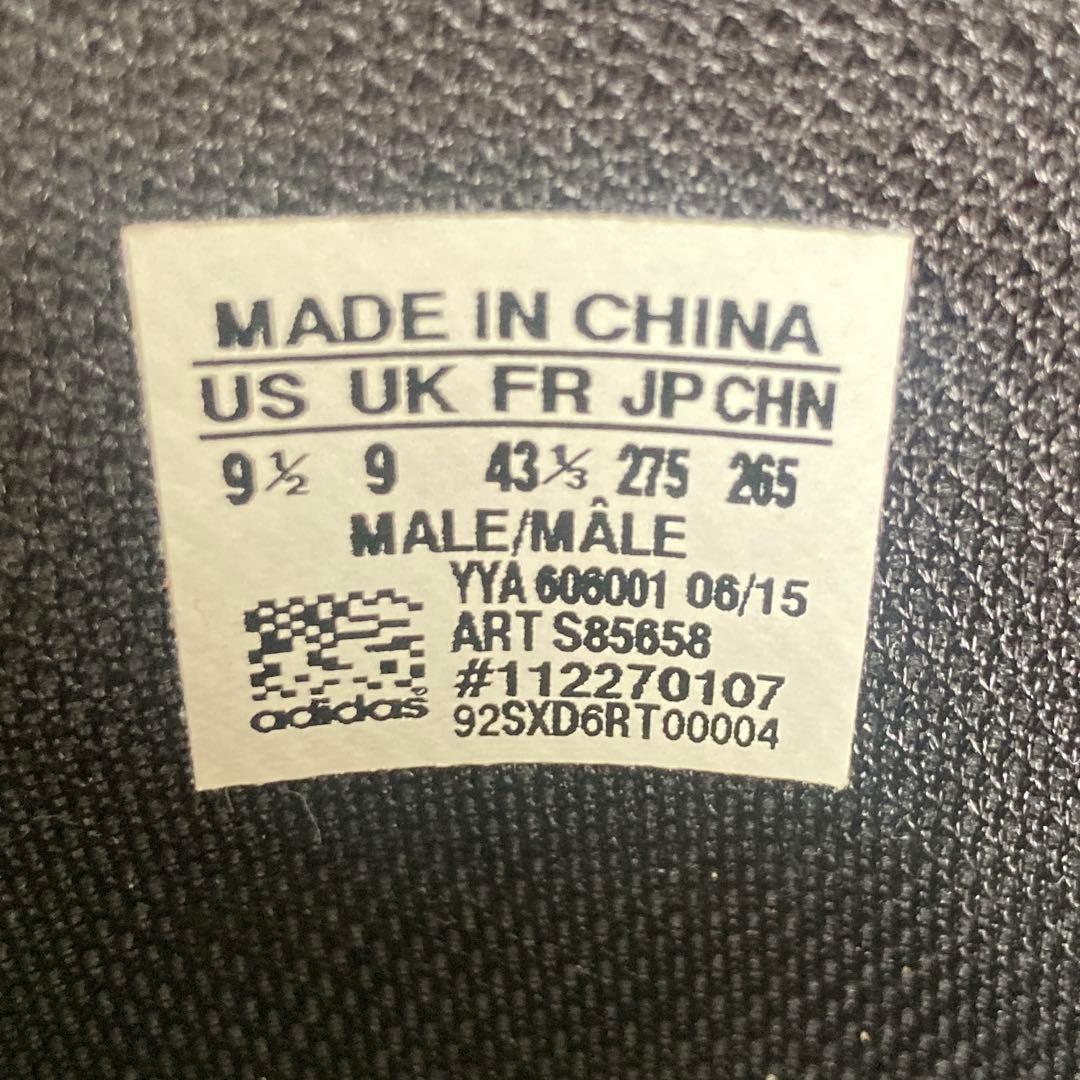 MADE IN CHINA
US UK FR JP CHN
9½ 9 43⅓ 275 265
MALE/MÂLE
YYA 606001 06/15
ART S85658
#112270107
92SXD6RT00004
adidas